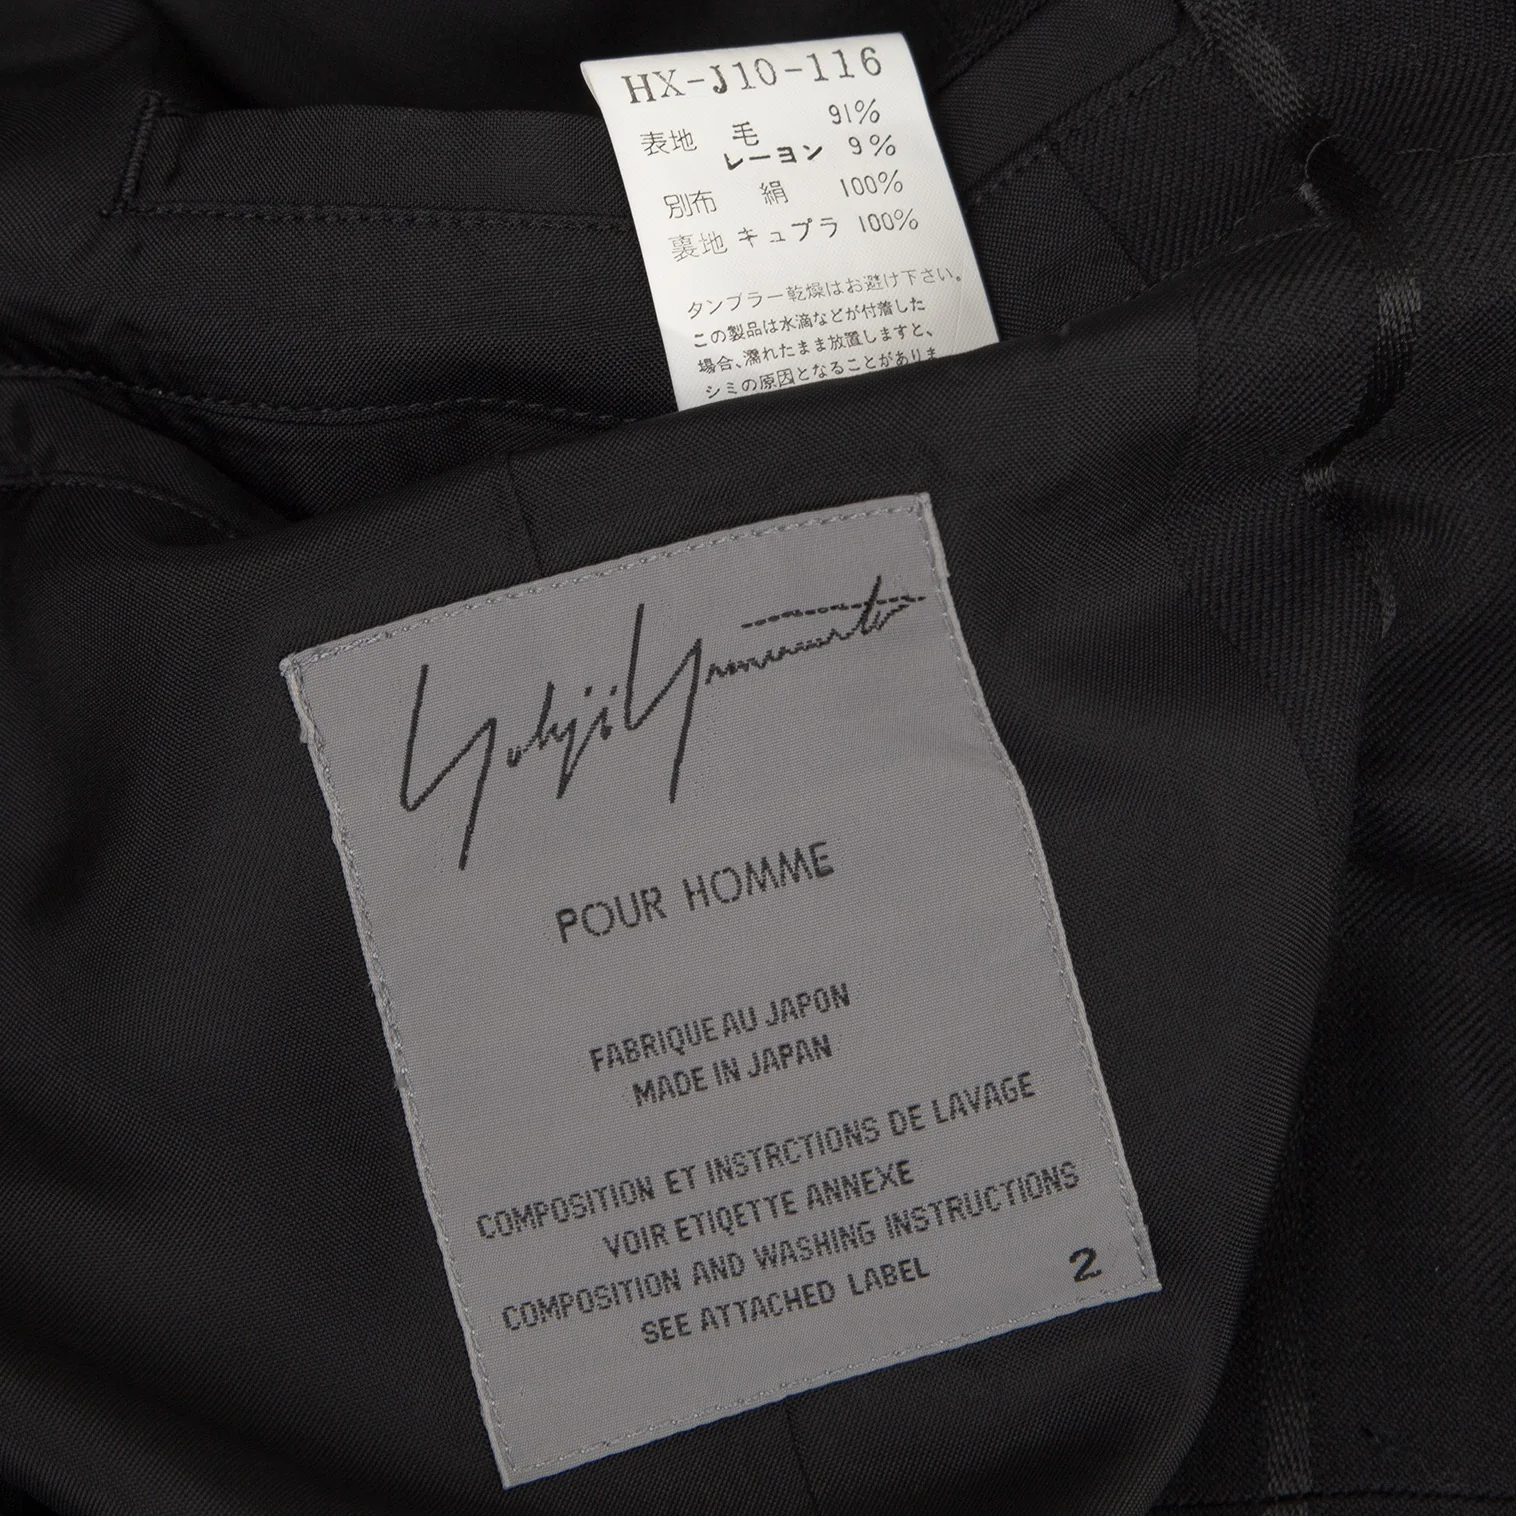 HX-J10-116
表地 毛 91%
レーヨン 9%
別布 絹 100%
裏地 キュプラ 100%
タンブラー乾燥はお避け下さい。
この製品は水滴などが付着した
場合、濡れたまま放置しますと、
シミの原因となることがありま
Yohji Yamamoto
POUR HOMME
FABRIQUE AU JAPON
MADE IN JAPAN
COMPOSITION ET INSTRCTIONS DE LAVAGE
VOIR ETIQETTE ANNEXE
COMPOSITION AND WASHING INSTRUCTIONS
SEE ATTACHED LABEL
2